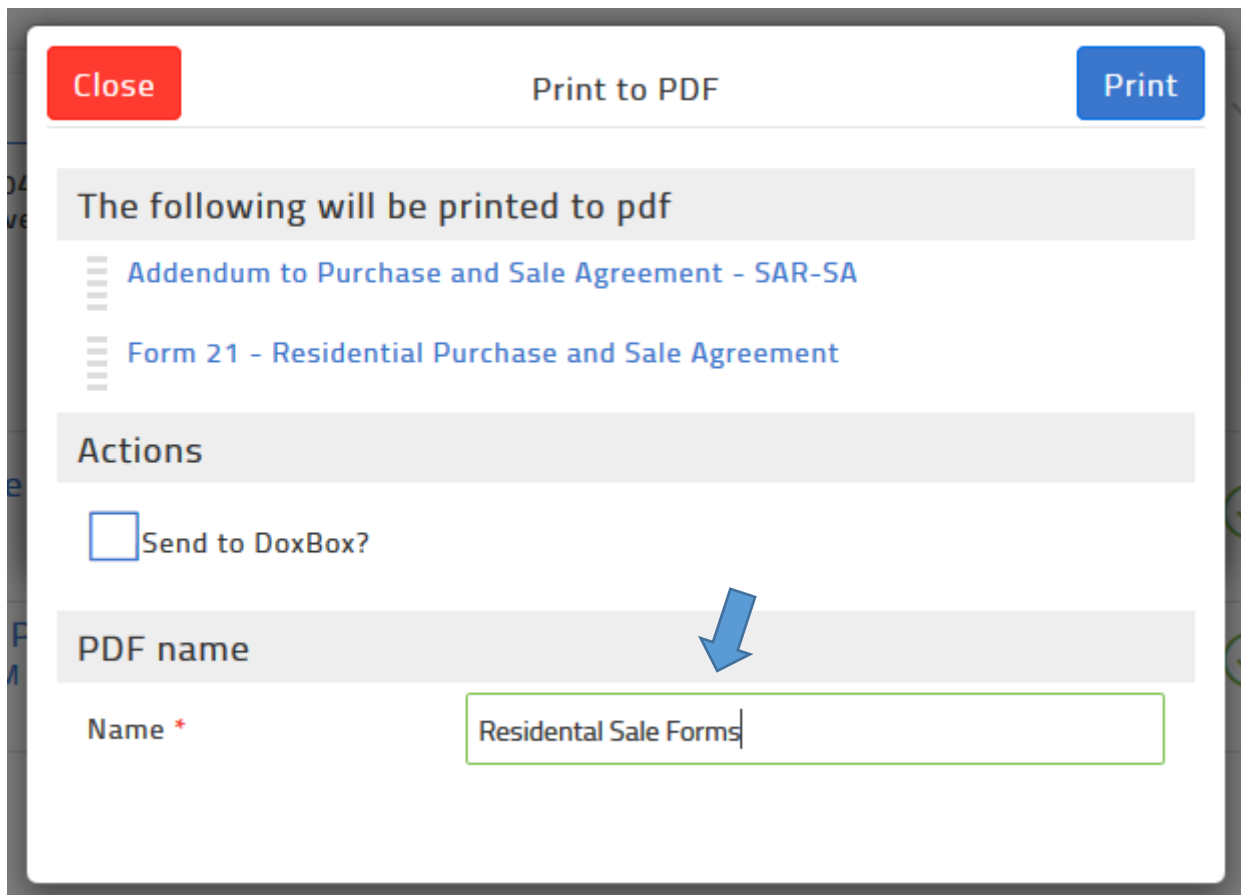 Close
Print to PDF
Print
The following will be printed to pdf
Addendum to Purchase and Sale Agreement - SAR-SA
Form 21 - Residential Purchase and Sale Agreement
Actions
Send to DoxBox?
PDF name
Name *
Residental Sale Forms